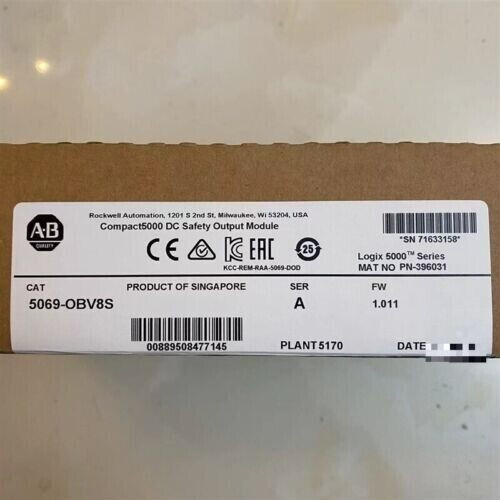 Rockwell Automation, 1201 S 2nd St, Milwaukee, Wi 53204, USA
Compact5000 DC Safety Output Module
A-B
QUALITY
CE
EAC
25
KCC-REM-RAA-5069-DOD
*SN 71633158*
Logix 5000™ Series
MAT NO PN-396031
CAT
PRODUCT OF SINGAPORE
SER
FW
5069-OBV8S
A
1.011
00889508477145
PLANT 5170
DATE